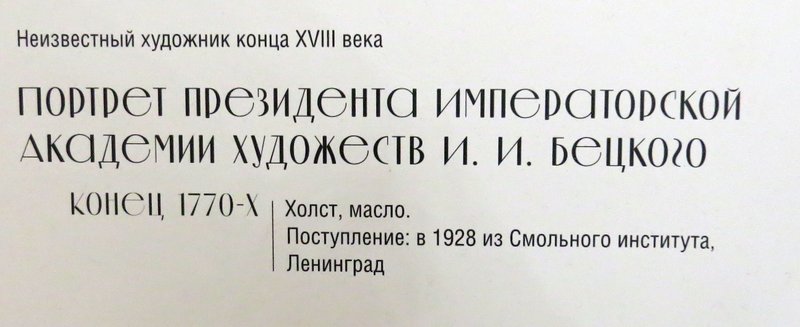 Неизвестный художник конца XVIII века
ПОРТРЕТ ПРЕЗИДЕНТА ИМПЕРАТОРСКОЙ
АКАДЕМИИ ХУДОЖЕСТВ И. И. БЕЦКОГО
КОНЕЦ 1770-Х
Холст, масло.
Поступление: в 1928 из Смольного института,
Ленинград